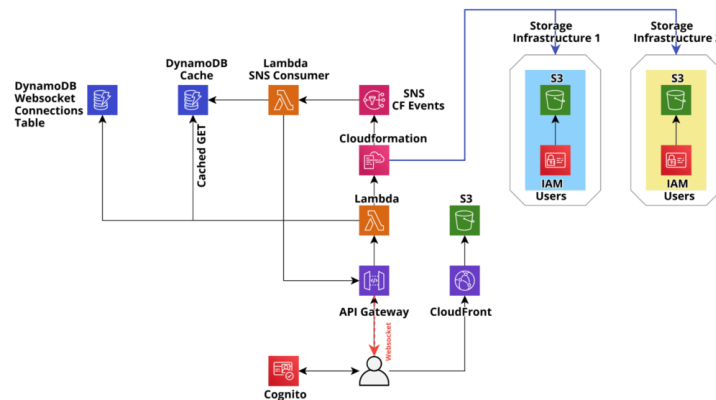 Storage
Infrastructure 1
Storage
Infrastructure
DynamoDB
Cache
Lambda
SNS Consumer
DynamoDB
Websocket
Connections
Table
SNS
CF Events
S3
S3
Cached GET
Cloudformation
IAM
Users
IAM
Users
Lambda
S3
API Gateway
CloudFront
Websocket
Cognito